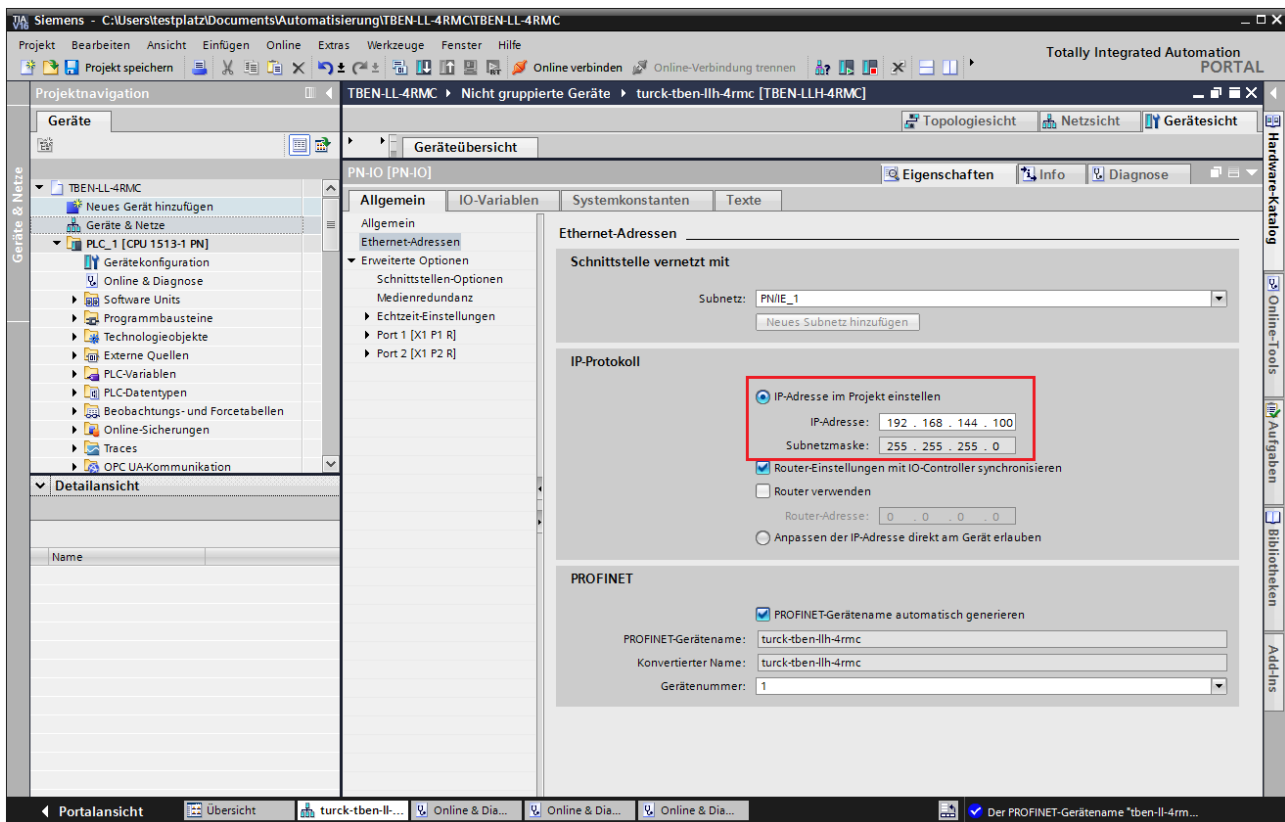 Siemens - C:\Users\testplatz\Documents\Automatisierung\TBEN-LL-4RMC\TBEN-LL-4RMC
Projekt Bearbeiten Ansicht Einfügen Online Extras Werkzeuge Fenster Hilfe
Totally Integrated Automation
PORTAL
Projekt speichern
Online verbinden
Online-Verbindung trennen
Projektnavigation
TBEN-LL-4RMC
Nicht gruppierte Geräte
turck-tben-llh-4rmc [TBEN-LLH-4RMC]
Geräte
Topologiesicht
Netzsicht
Gerätesicht
Geräteübersicht
Geräte & Netze
TBEN-LL-4RMC
Neues Gerät hinzufügen
Geräte & Netze
PLC_1 [CPU 1513-1 PN]
Gerätekonfiguration
Online & Diagnose
Software Units
Programmbausteine
Technologieobjekte
Externe Quellen
PLC-Variablen
PLC-Datentypen
Beobachtungs- und Forcetabellen
Online-Sicherungen
Traces
OPC UA-Kommunikation
Detailansicht
Name
PN-IO [PN-IO]
Eigenschaften
Info
Diagnose
Allgemein
IO-Variablen
Systemkonstanten
Texte
Allgemein
Ethernet-Adressen
Erweiterte Optionen
Schnittstellen-Optionen
Medienredundanz
Echtzeit-Einstellungen
Port 1 [X1 P1 R]
Port 2 [X1 P2 R]
Ethernet-Adressen
Schnittstelle vernetzt mit
Subnetz: PN/IE_1
Neues Subnetz hinzufügen
IP-Protokoll
IP-Adresse im Projekt einstellen
IP-Adresse: 192 . 168 . 144 . 100
Subnetzmaske: 255 . 255 . 255 . 0
Router-Einstellungen mit IO-Controller synchronisieren
Router verwenden
Router-Adresse: 0 . 0 . 0 . 0
Anpassen der IP-Adresse direkt am Gerät erlauben
PROFINET
PROFINET-Gerätename automatisch generieren
PROFINET-Gerätename: turck-tben-llh-4rmc
Konvertierter Name: turck-tben-llh-4rmc
Gerätenummer: 1
Hardware-Katalog
Online-Tools
Aufgaben
Bibliotheken
Add-Ins
Portalansicht
Übersicht
turck-tben-ll-...
Online & Dia...
Online & Dia...
Online & Dia...
Der PROFINET-Gerätename "tben-ll-4rm...